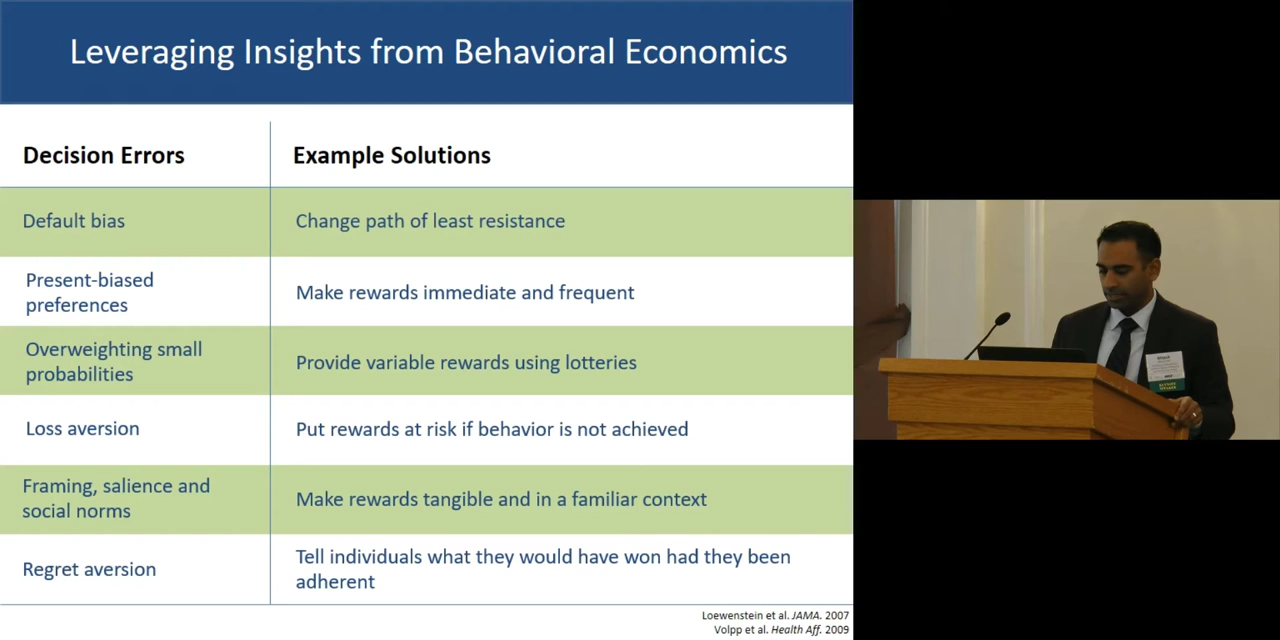 Leveraging Insights from Behavioral Economics
Decision Errors
Example Solutions
Default bias
Change path of least resistance
Present-biased
preferences
Make rewards immediate and frequent
Overweighting small
probabilities
Provide variable rewards using lotteries
Loss aversion
Put rewards at risk if behavior is not achieved
Framing, salience and
social norms
Make rewards tangible and in a familiar context
Regret aversion
Tell individuals what they would have won had they been
adherent
Loewenstein et al. JAMA. 2007
Volpp et al. Health Aff. 2009